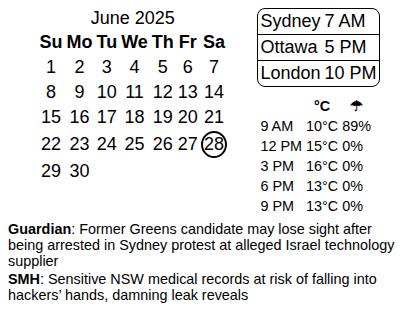 June 2025
Su Mo Tu We Th Fr Sa
1 2 3 4 5 6 7
8 9 10 11 12 13 14
15 16 17 18 19 20 21
22 23 24 25 26 27 28
29 30
Sydney 7 AM
Ottawa 5 PM
London 10 PM
°C ☂
9 AM 10°C 89%
12 PM 15°C 0%
3 PM 16°C 0%
6 PM 13°C 0%
9 PM 13°C 0%
Guardian: Former Greens candidate may lose sight after
being arrested in Sydney protest at alleged Israel technology
supplier
SMH: Sensitive NSW medical records at risk of falling into
hackers’ hands, damning leak reveals